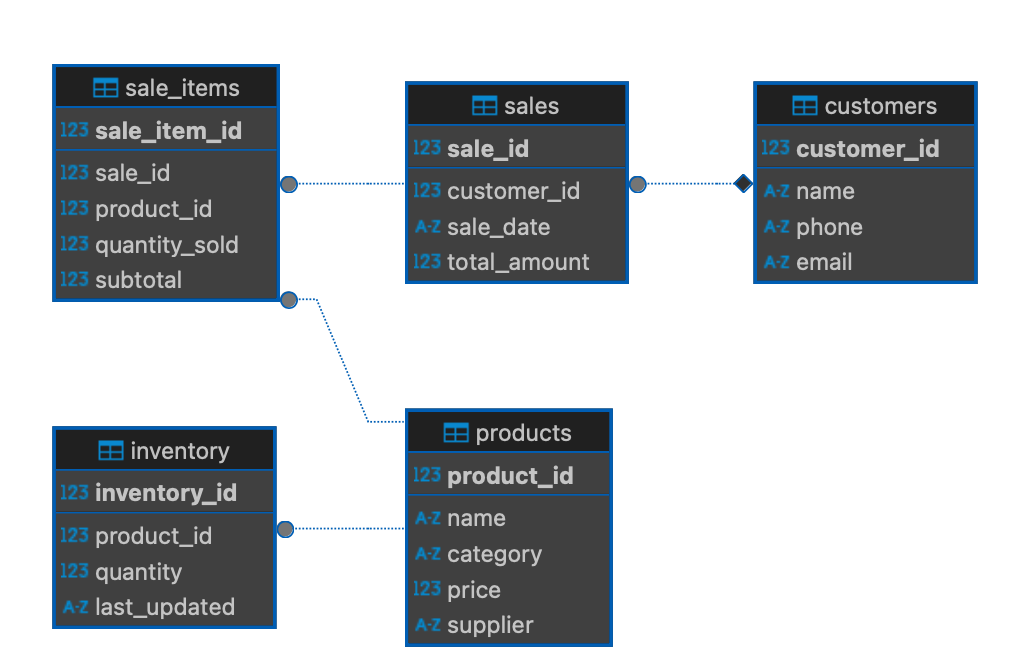 sale_items
123 sale_item_id
123 sale_id
123 product_id
123 quantity_sold
123 subtotal
sales
123 sale_id
123 customer_id
A-Z sale_date
123 total_amount
customers
123 customer_id
A-Z name
A-Z phone
A-Z email
inventory
123 inventory_id
123 product_id
123 quantity
A-Z last_updated
products
123 product_id
A-Z name
A-Z category
123 price
A-Z supplier